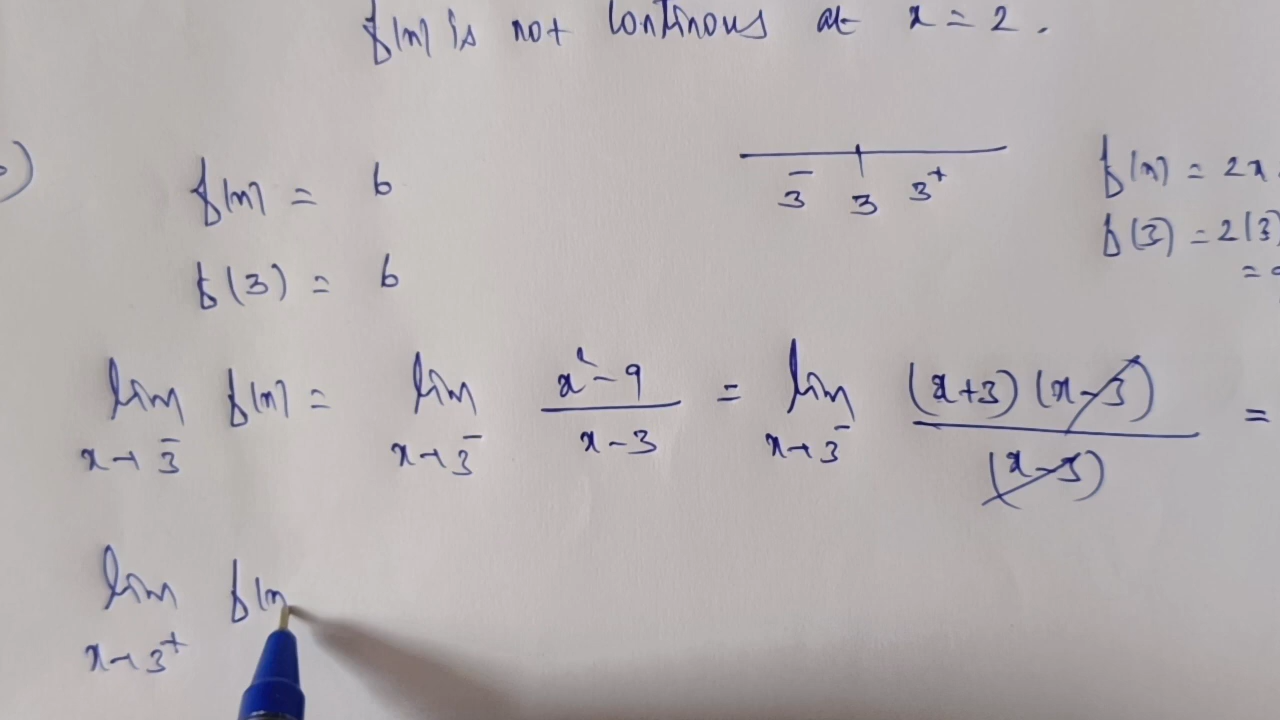 f(x) is not Continous at x = 2.
f(x) = 6
3⁻ 3 3⁺
f(x) = 2x
f(3) = 6
f(3) = 2(3)
=
lim x→3⁻ f(x) = lim x→3⁻ x²-9 / x-3 = lim x→3⁻ (x+3)(x-3) / (x-3) =
lim x→3⁺ f(x